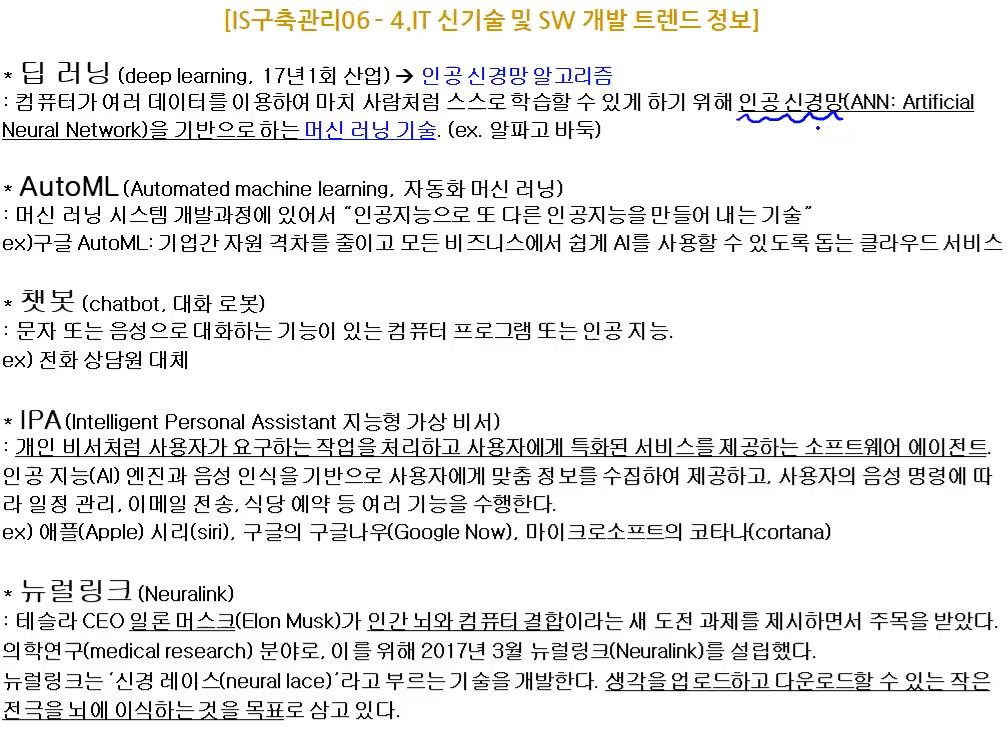 [IS구축관리06 - 4.IT 신기술 및 SW 개발 트렌드 정보]
* 딥 러닝 (deep learning, 17년1회 산업) → 인공 신경망 알고리즘
: 컴퓨터가 여러 데이터를 이용하여 마치 사람처럼 스스로 학습할 수 있게 하기 위해 인공 신경망(ANN: Artificial
Neural Network)을 기반으로 하는 머신 러닝 기술. (ex. 알파고 바둑)
* AutoML (Automated machine learning, 자동화 머신 러닝)
: 머신 러닝 시스템 개발과정에 있어서 "인공지능으로 또 다른 인공지능을 만들어 내는 기술"
ex)구글 AutoML: 기업간 자원 격차를 줄이고 모든 비즈니스에서 쉽게 AI를 사용할 수 있도록 돕는 클라우드 서비스
* 챗봇 (chatbot, 대화 로봇)
: 문자 또는 음성으로 대화하는 기능이 있는 컴퓨터 프로그램 또는 인공 지능.
ex) 전화 상담원 대체
* IPA (Intelligent Personal Assistant 지능형 가상 비서)
: 개인 비서처럼 사용자가 요구하는 작업을 처리하고 사용자에게 특화된 서비스를 제공하는 소프트웨어 에이전트.
인공 지능(AI) 엔진과 음성 인식을 기반으로 사용자에게 맞춤 정보를 수집하여 제공하고, 사용자의 음성 명령에 따
라 일정 관리, 이메일 전송, 식당 예약 등 여러 기능을 수행한다.
ex) 애플(Apple) 시리(siri), 구글의 구글나우(Google Now), 마이크로소프트의 코타나(cortana)
* 뉴럴링크 (Neuralink)
: 테슬라 CEO 일론 머스크(Elon Musk)가 인간 뇌와 컴퓨터 결합이라는 새 도전 과제를 제시하면서 주목을 받았다.
의학연구(medical research) 분야로, 이를 위해 2017년 3월 뉴럴링크(Neuralink)를 설립했다.
뉴럴링크는 '신경 레이스(neural lace)'라고 부르는 기술을 개발한다. 생각을 업로드하고 다운로드할 수 있는 작은
전극을 뇌에 이식하는 것을 목표로 삼고 있다.